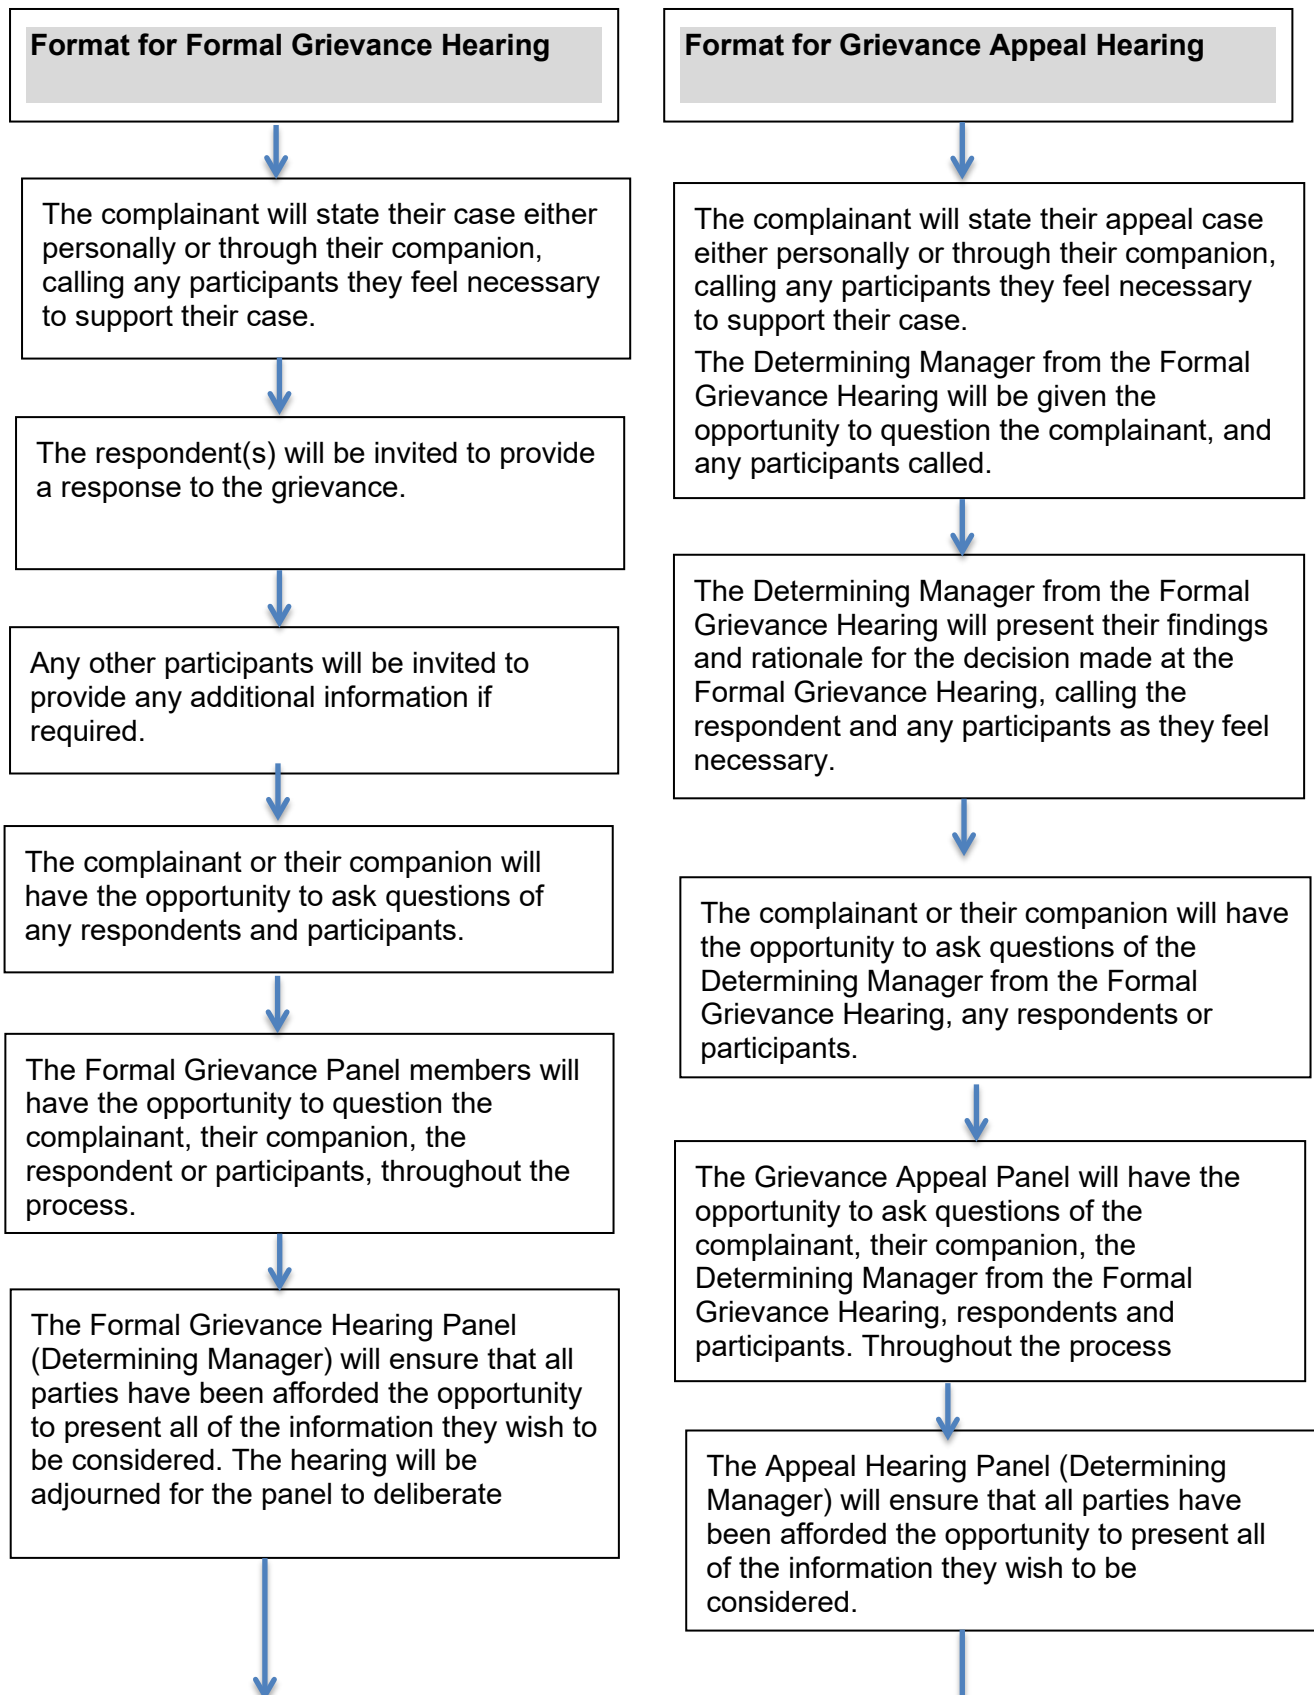 Format for Formal Grievance Hearing
The complainant will state their case either
personally or through their companion,
calling any participants they feel necessary
to support their case.
The respondent(s) will be invited to provide
a response to the grievance.
Any other participants will be invited to
provide any additional information if
required.
The complainant or their companion will
have the opportunity to ask questions of
any respondents and participants.
The Formal Grievance Panel members will
have the opportunity to question the
complainant, their companion, the
respondent or participants, throughout the
process.
The Formal Grievance Hearing Panel
(Determining Manager) will ensure that all
parties have been afforded the opportunity
to present all of the information they wish to
be considered. The hearing will be
adjourned for the panel to deliberate
Format for Grievance Appeal Hearing
The complainant will state their appeal case
either personally or through their companion,
calling any participants they feel necessary
to support their case.
The Determining Manager from the Formal
Grievance Hearing will be given the
opportunity to question the complainant, and
any participants called.
The Determining Manager from the Formal
Grievance Hearing will present their findings
and rationale for the decision made at the
Formal Grievance Hearing, calling the
respondent and any participants as they feel
necessary.
The complainant or their companion will have
the opportunity to ask questions of the
Determining Manager from the Formal
Grievance Hearing, any respondents or
participants.
The Grievance Appeal Panel will have the
opportunity to ask questions of the
complainant, their companion, the
Determining Manager from the Formal
Grievance Hearing, respondents and
participants. Throughout the process
The Appeal Hearing Panel (Determining
Manager) will ensure that all parties have
been afforded the opportunity to present all
of the information they wish to be
considered.